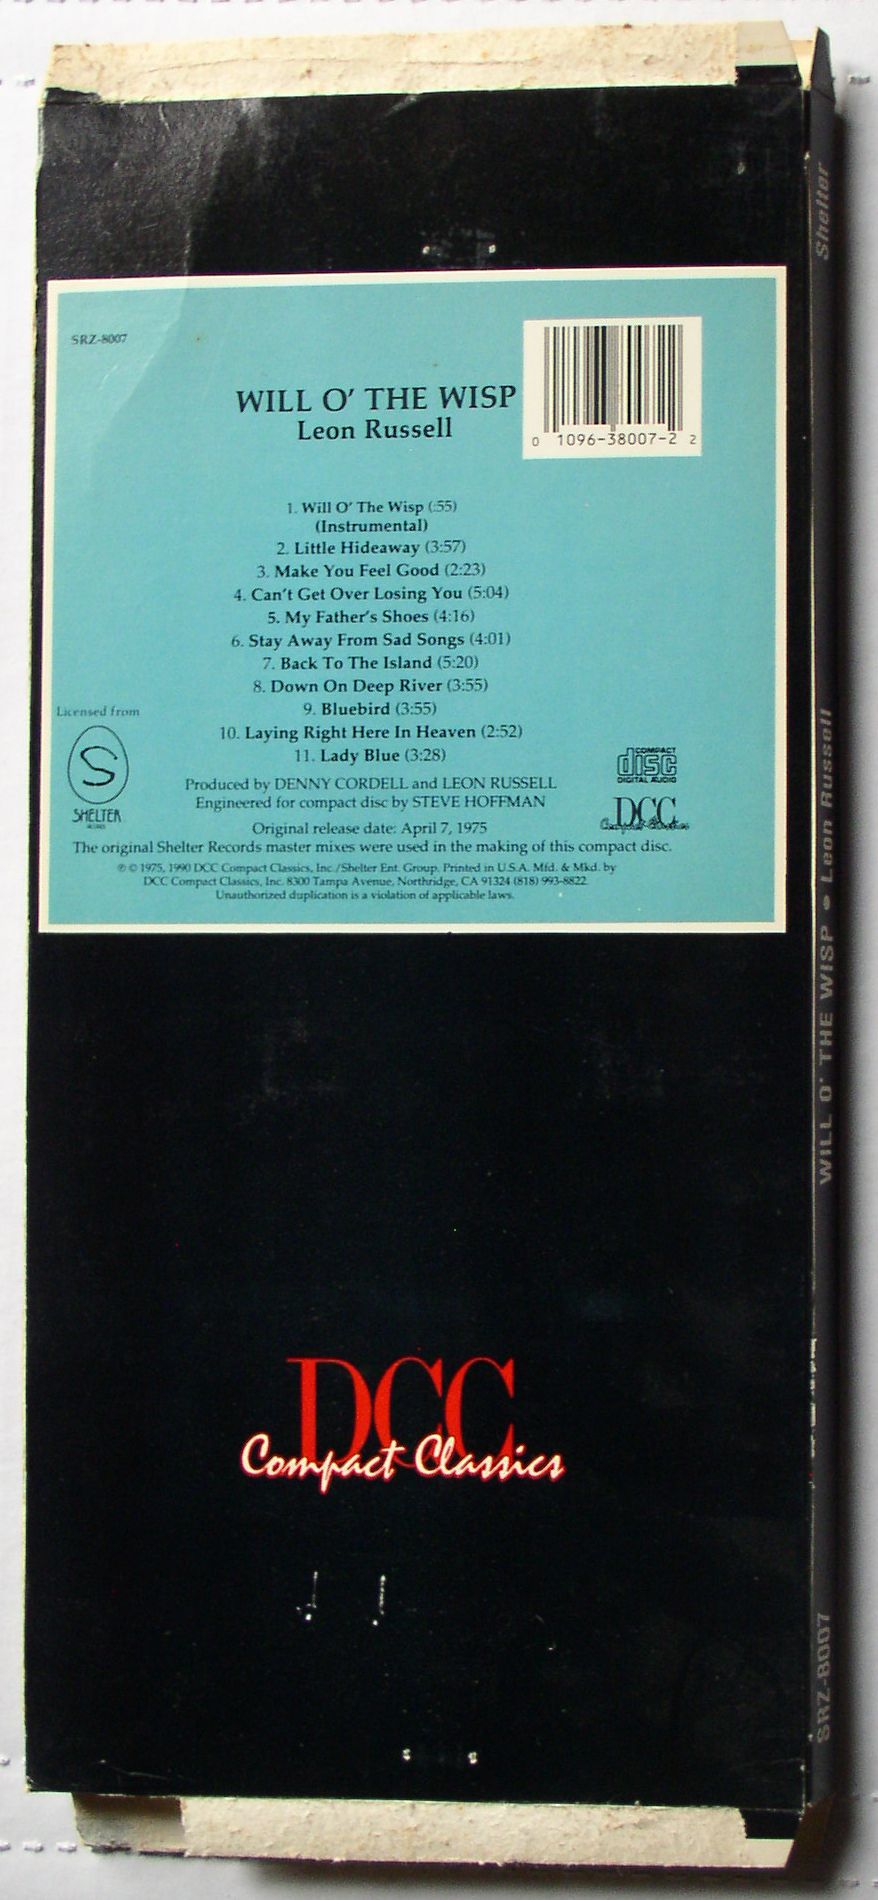 SRZ-8007
WILL O' THE WISP
Leon Russell
0 1096-38007-2 2
1. Will O' The Wisp (:55)
(Instrumental)
2. Little Hideaway (3:57)
3. Make You Feel Good (2:23)
4. Can't Get Over Losing You (5:04)
5. My Father's Shoes (4:16)
6. Stay Away From Sad Songs (4:01)
7. Back To The Island (5:20)
8. Down On Deep River (3:55)
9. Bluebird (3:55)
10. Laying Right Here In Heaven (2:52)
11. Lady Blue (3:28)
Licensed from
S
SHELTER
COMPACT
disc
DIGITAL AUDIO
DCC
Compact Classics
Produced by DENNY CORDELL and LEON RUSSELL
Engineered for compact disc by STEVE HOFFMAN
Original release date: April 7, 1975
The original Shelter Records master mixes were used in the making of this compact disc.
℗ © 1975, 1990 DCC Compact Classics, Inc./Shelter Ent. Group. Printed in U.S.A. Mfd. & Mkd. by
DCC Compact Classics, Inc. 8300 Tampa Avenue, Northridge, CA 91324 (818) 993-8822
Unauthorized duplication is a violation of applicable laws.
DCC
Compact Classics
SRZ-8007
WILL O' THE WISP • Leon Russell
Shelter